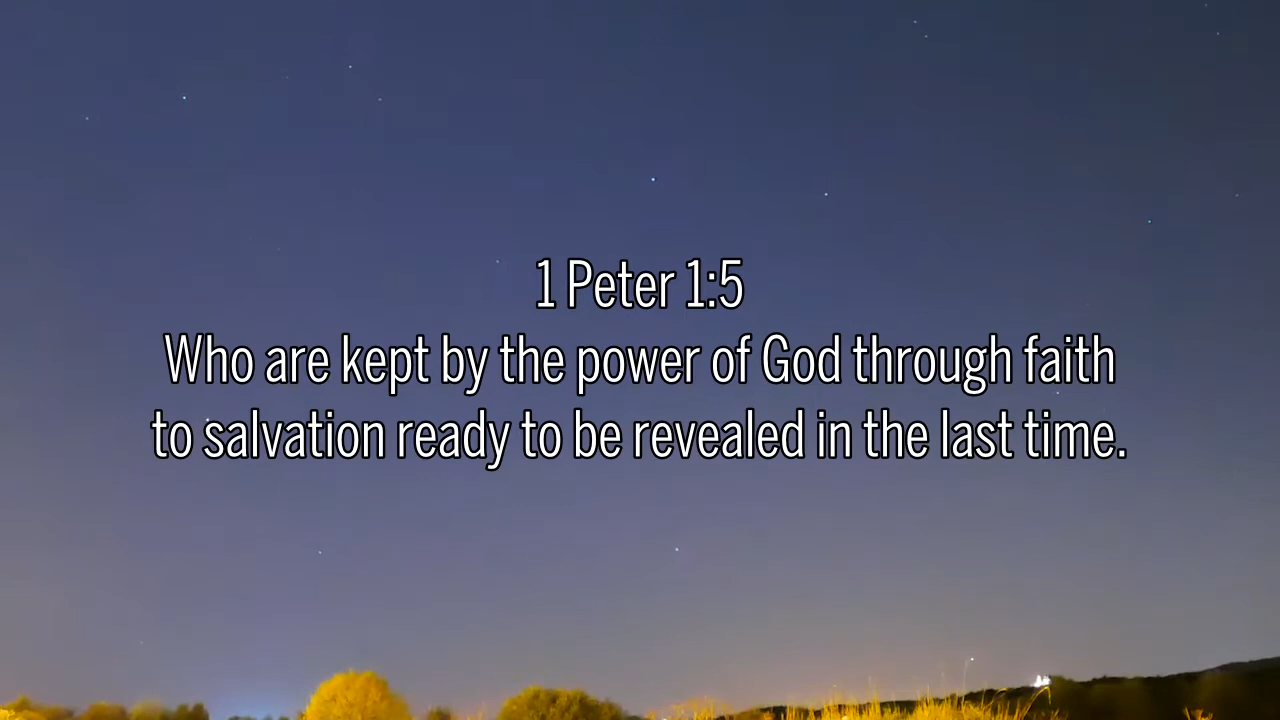 1 Peter 1:5
Who are kept by the power of God through faith
to salvation ready to be revealed in the last time.